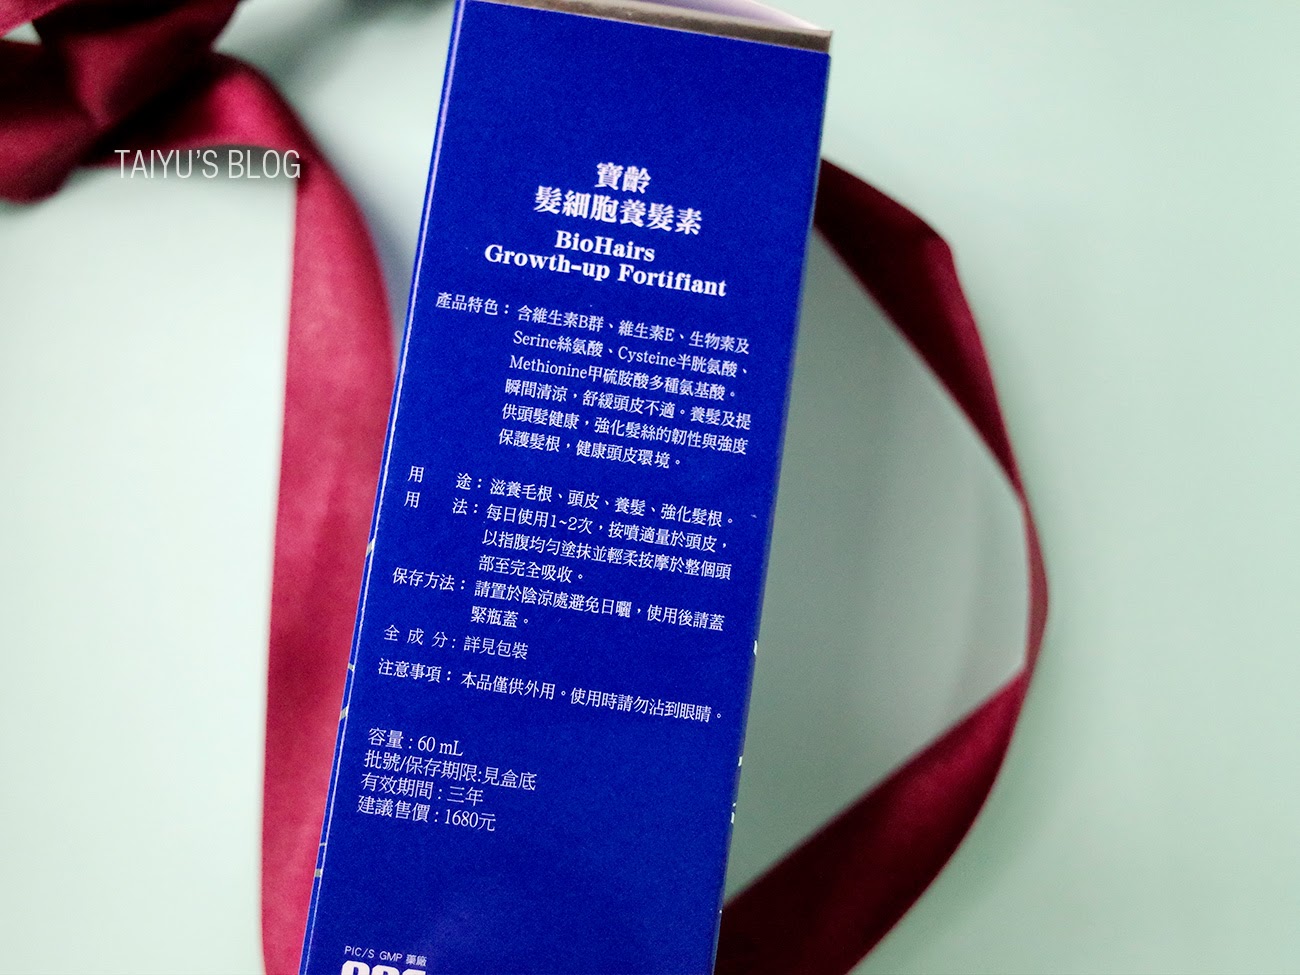 TAIYU'S BLOG
寶齡
髮細胞養髮素
BioHairs
Growth-up Fortifiant
產品特色：含維生素B群、維生素E、生物素及
Serine絲氨酸、Cysteine半胱氨酸、
Methionine甲硫胺酸多種氨基酸。
瞬間清涼，舒緩頭皮不適。養髮及提
供頭髮健康，強化髮絲的韌性與強度
保護髮根，健康頭皮環境。
用　途：滋養毛根、頭皮、養髮、強化髮根。
用　法：每日使用1~2次，按噴適量於頭皮，
以指腹均勻塗抹並輕柔按摩於整個頭
部至完全吸收。
保存方法：請置於陰涼處避免日曬，使用後請蓋
緊瓶蓋。
全 成 分：詳見包裝
注意事項：本品僅供外用。使用時請勿沾到眼睛。
容量：60 mL
批號/保存期限:見盒底
有效期間：三年
建議售價：1680元
PIC/S GMP 藥廠